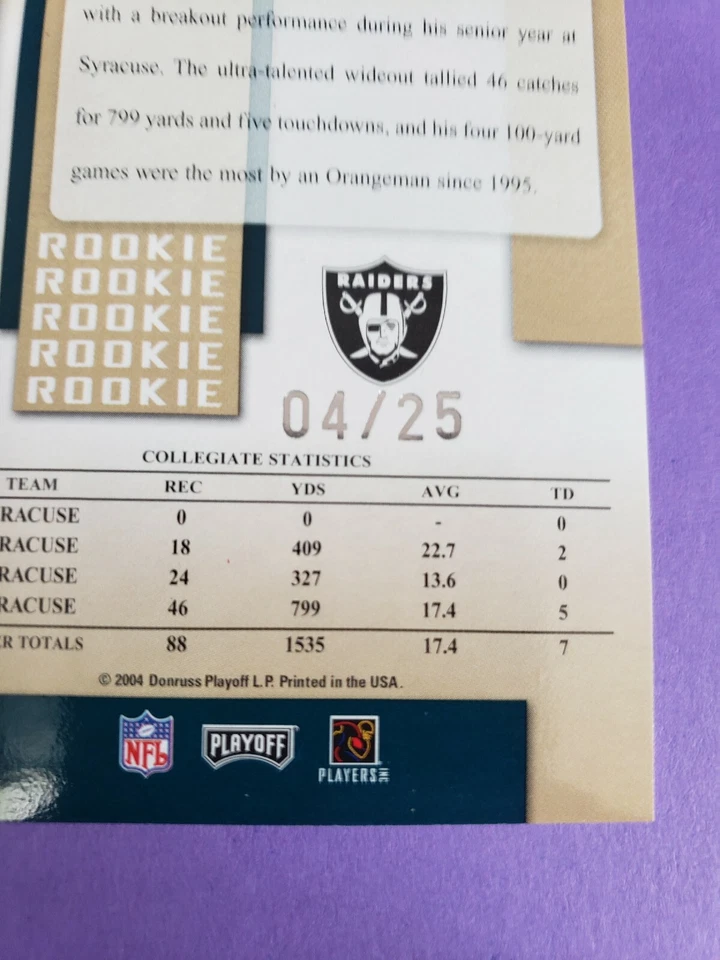 with a breakout performance during his senior year at
Syracuse. The ultra-talented wideout tallied 46 catches
for 799 yards and five touchdowns, and his four 100-yard
games were the most by an Orangeman since 1995.
ROOKIE
ROOKIE
ROOKIE
ROOKIE
ROOKIE
RAIDERS
04/25
COLLEGIATE STATISTICS
TEAM REC YDS AVG TD
RACUSE 0 0 - 0
RACUSE 18 409 22.7 2
RACUSE 24 327 13.6 0
RACUSE 46 799 17.4 5
R TOTALS 88 1535 17.4 7
© 2004 Donruss Playoff L.P. Printed in the USA.
NFL PLAYOFF PLAYERS INC